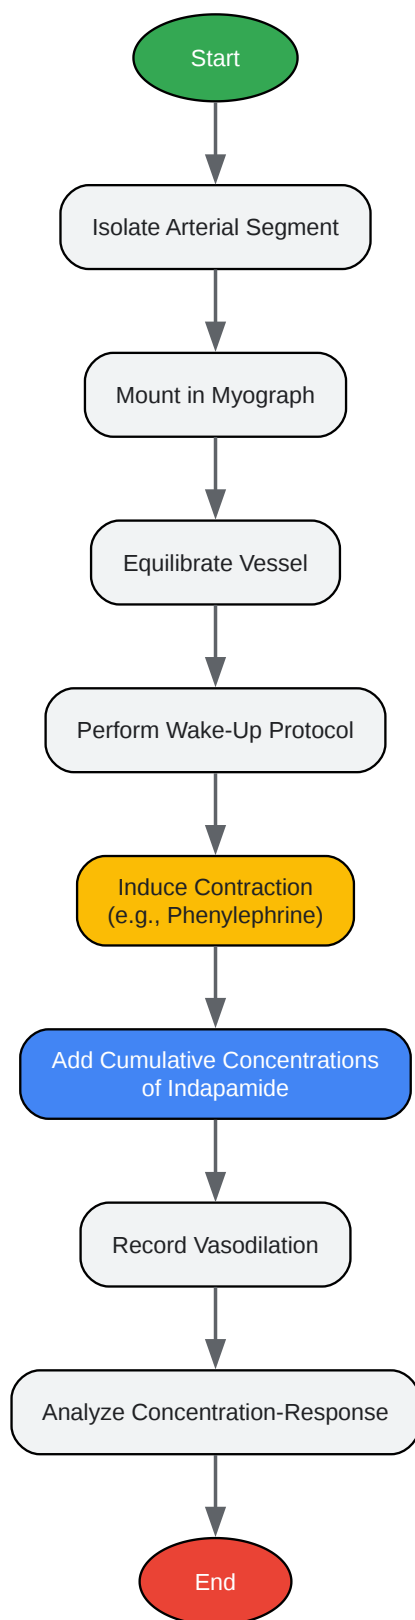 Start
Isolate Arterial Segment
Mount in Myograph
Equilibrate Vessel
Perform Wake-Up Protocol
Induce Contraction
(e.g., Phenylephrine)
Add Cumulative Concentrations
of Indapamide
Record Vasodilation
Analyze Concentration-Response
End